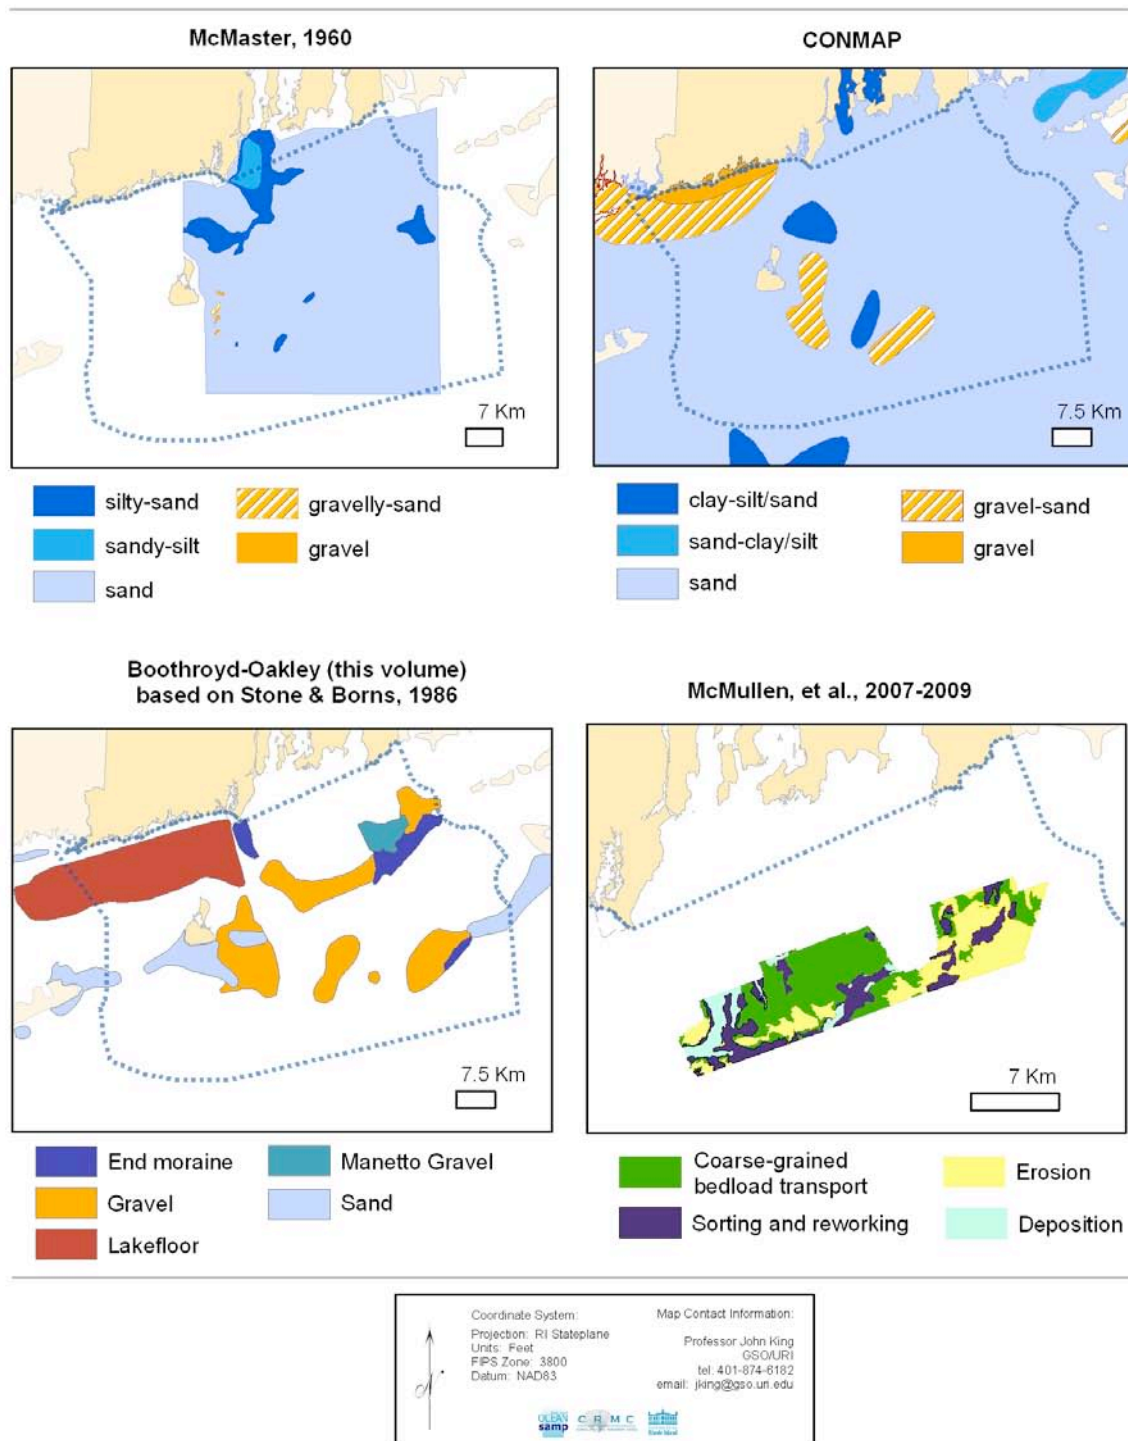 McMaster, 1960
CONMAP
7 Km
7.5 Km
silty-sand
gravelly-sand
sandy-silt
gravel
sand
clay-silt/sand
gravel-sand
sand-clay/silt
gravel
sand
Boothroyd-Oakley (this volume)
based on Stone & Borns, 1986
McMullen, et al., 2007-2009
7.5 Km
7 Km
End moraine
Manetto Gravel
Gravel
Sand
Lakefloor
Coarse-grained
bedload transport
Erosion
Sorting and reworking
Deposition
Coordinate System:
Projection: RI Stateplane
Units: Feet
FIPS Zone: 3800
Datum: NAD83
Map Contact Information:
Professor John King
GSO/URI
tel: 401-874-6182
email: jking@gso.uri.edu
N
OCEAN
samp
C R M C